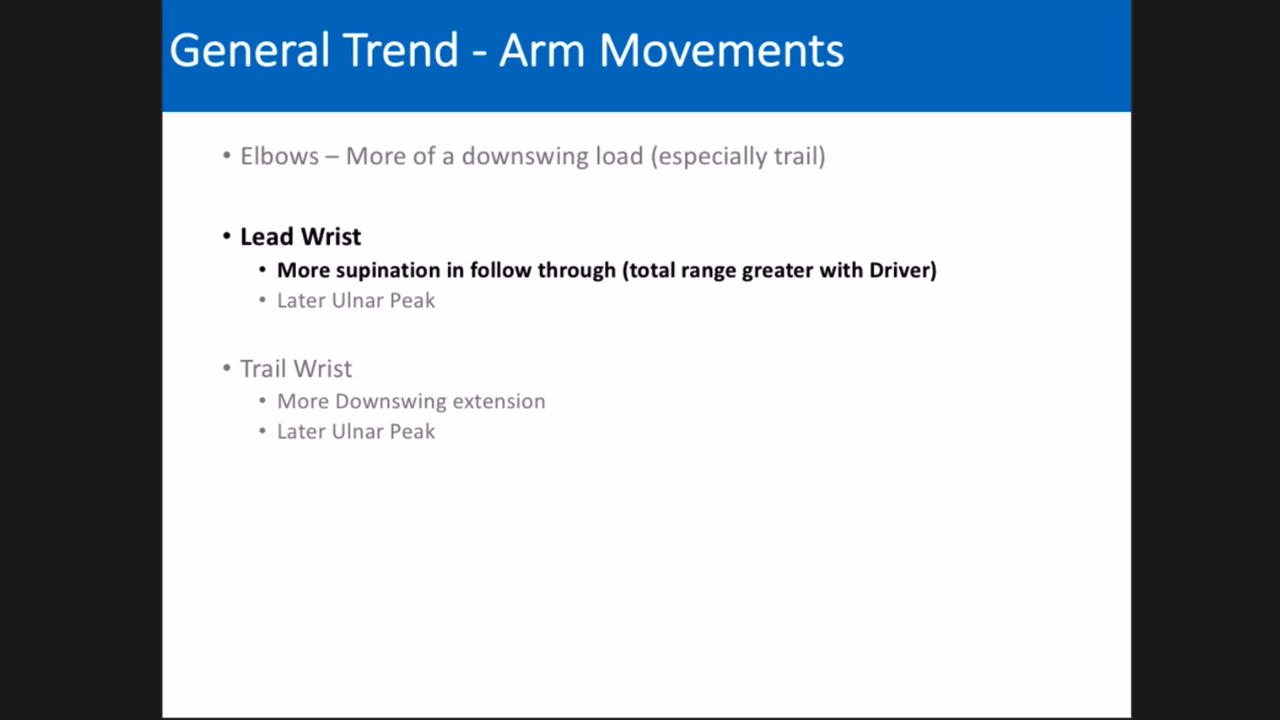 General Trend - Arm Movements
• Elbows – More of a downswing load (especially trail)
• Lead Wrist
• More supination in follow through (total range greater with Driver)
• Later Ulnar Peak
• Trail Wrist
• More Downswing extension
• Later Ulnar Peak